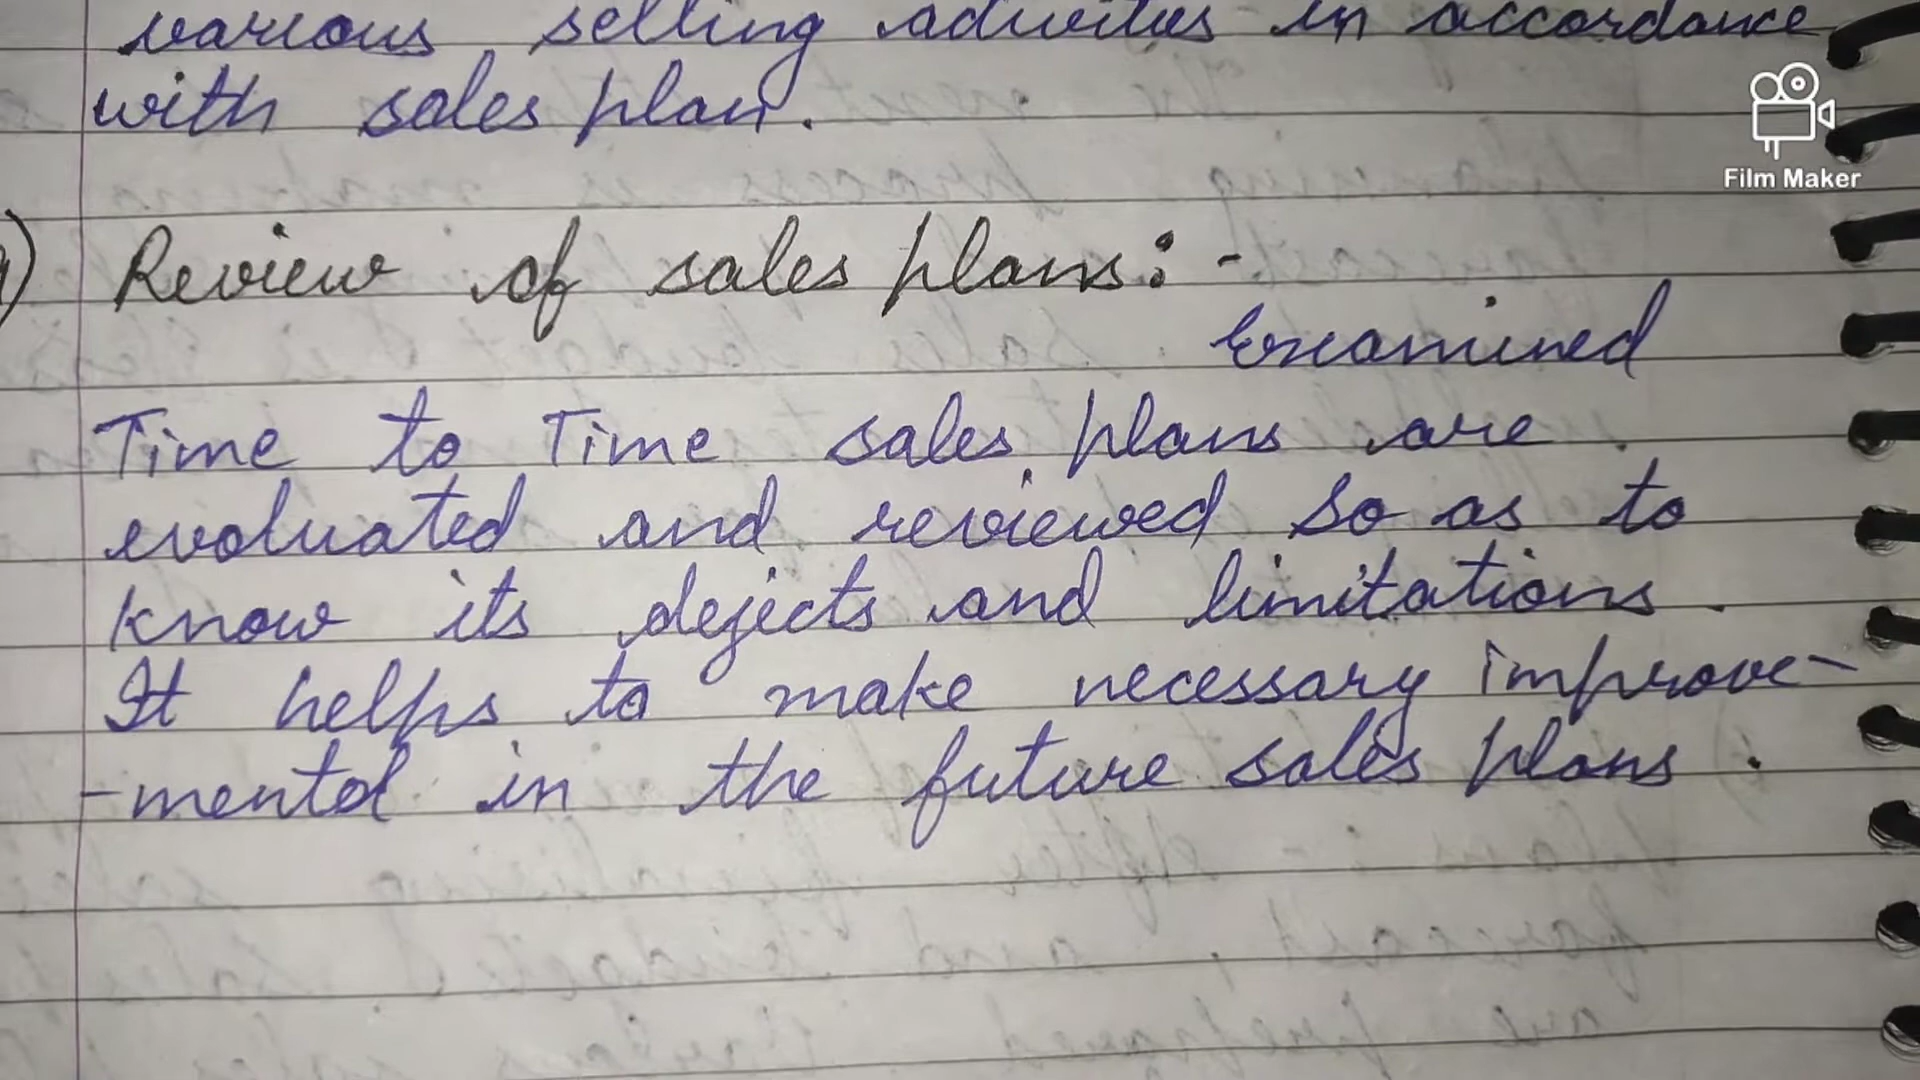 various selling activities in accordance
with sales plan.
Film Maker
Review of sales plans:-
Examined
Time to Time sales plans are
evaluated and reviewed so as to
know its dejects and limitations.
It helps to make necessary improve-
-mental in the future sales plans.